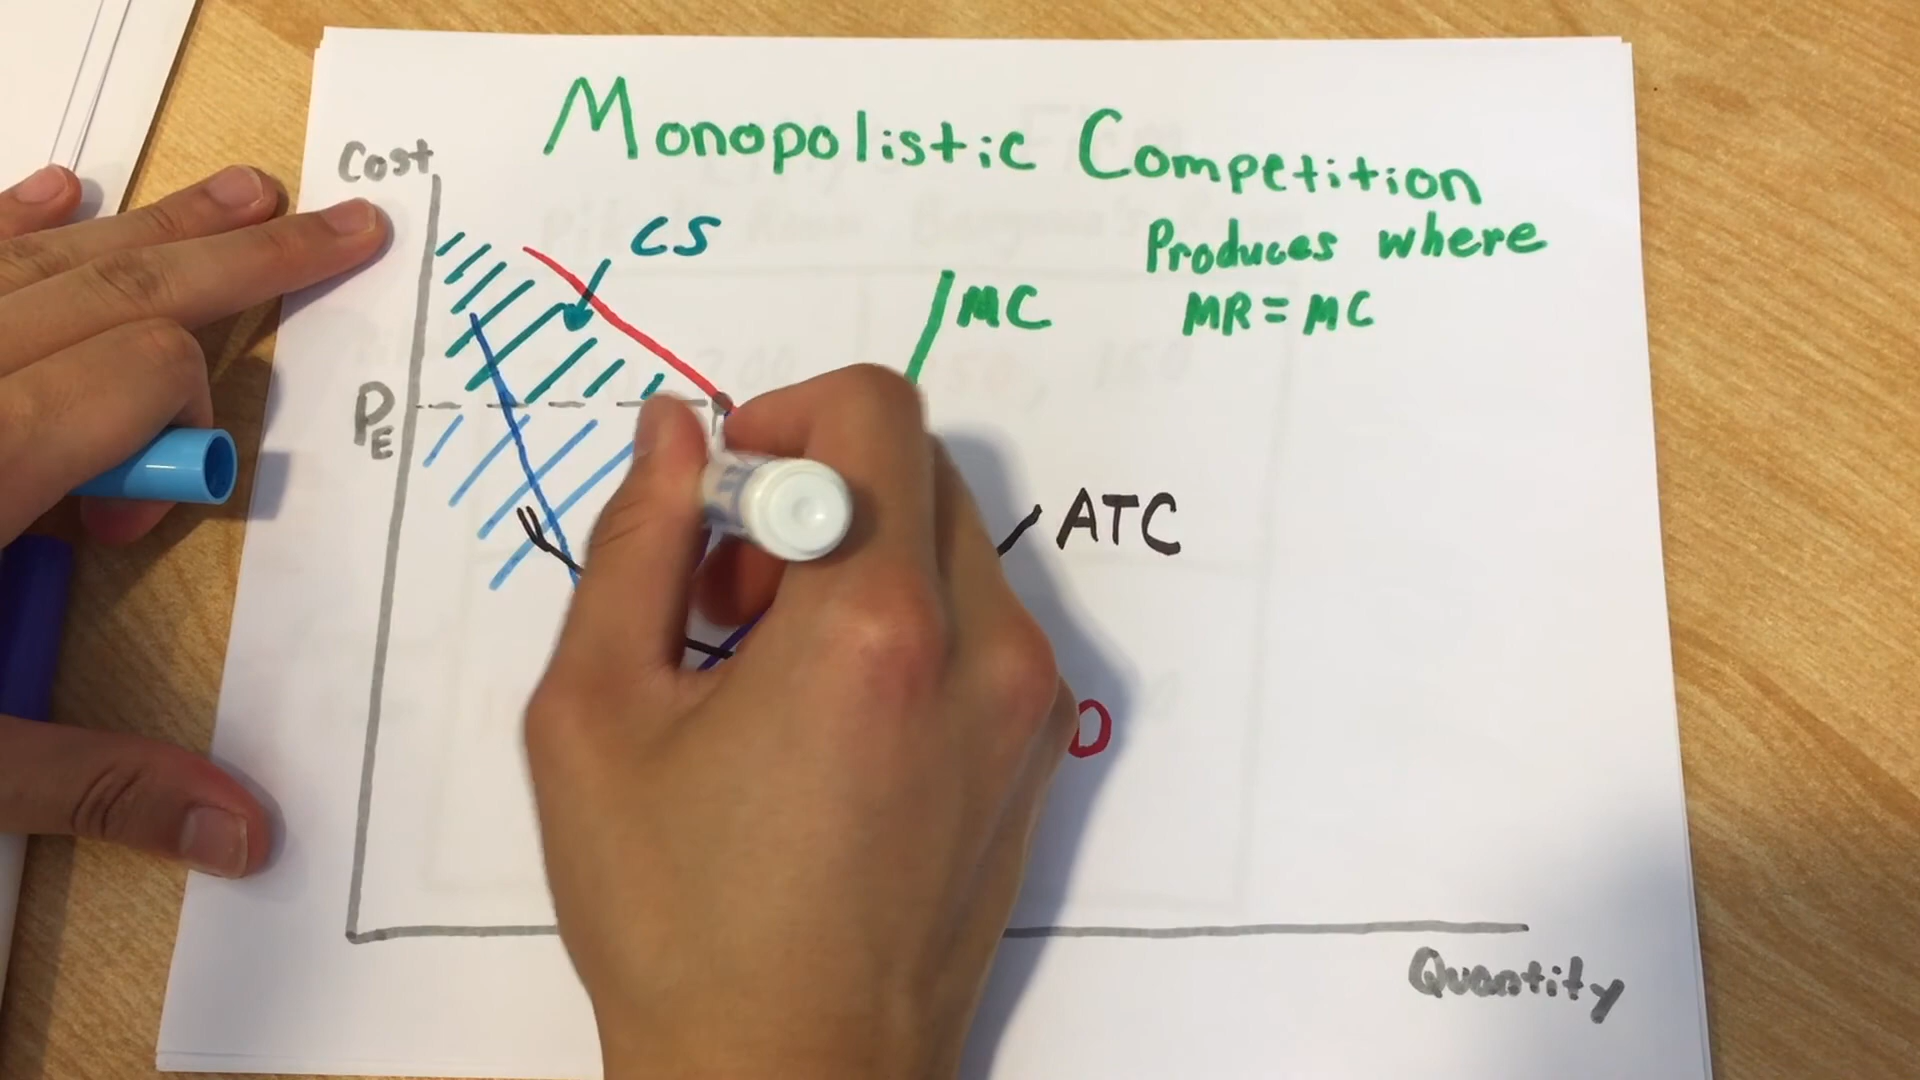 Monopolistic Competition
Cost
CS
Produces where
MR = MC
MC
PE
ATC
D
Quantity